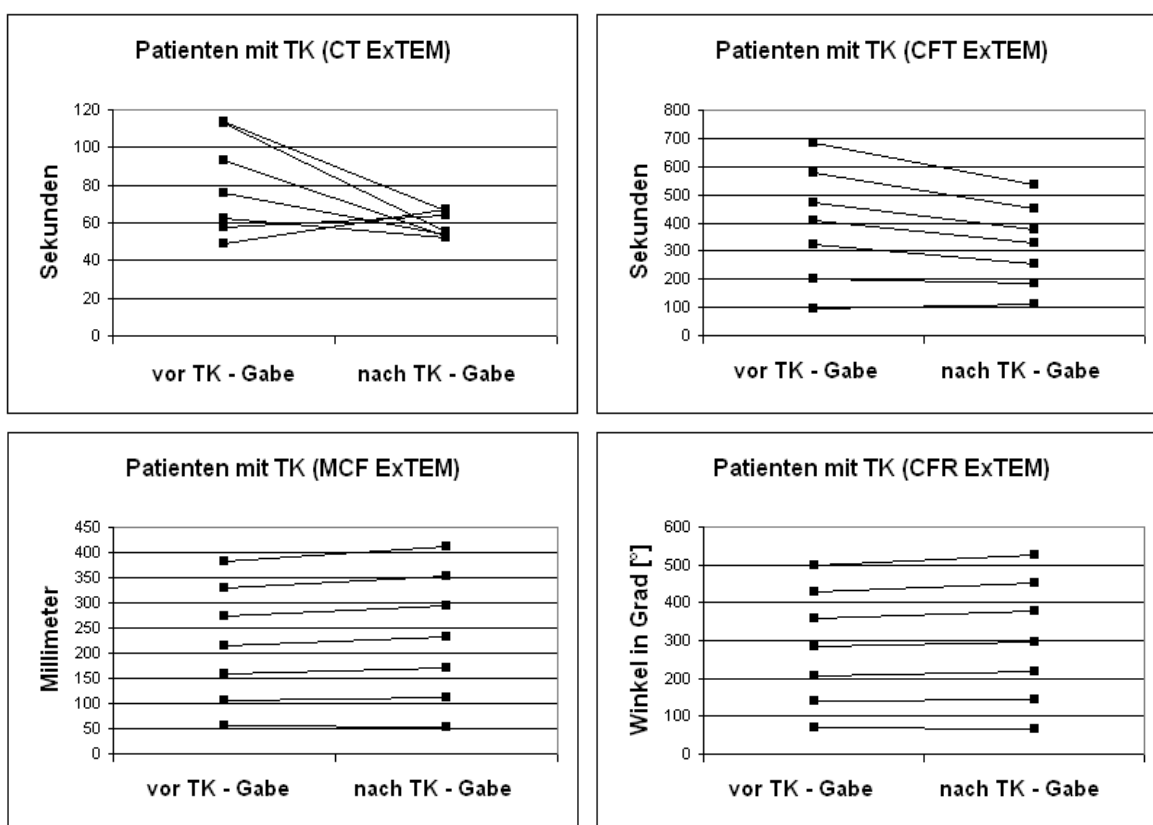 Patienten mit TK (CT ExTEM)
Sekunden
120
100
80
60
40
20
0
vor TK - Gabe nach TK - Gabe
Patienten mit TK (CFT ExTEM)
Sekunden
800
700
600
500
400
300
200
100
0
vor TK - Gabe nach TK - Gabe
Patienten mit TK (MCF ExTEM)
Millimeter
450
400
350
300
250
200
150
100
50
0
vor TK - Gabe nach TK - Gabe
Patienten mit TK (CFR ExTEM)
Winkel in Grad [°]
600
500
400
300
200
100
0
vor TK - Gabe nach TK - Gabe